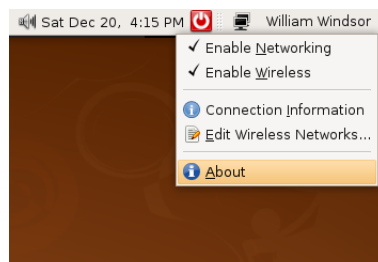 Sat Dec 20, 4:15 PM William Windsor
Enable Networking
Enable Wireless
Connection Information
Edit Wireless Networks...
About